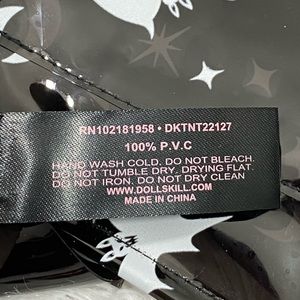 RN102181958 • DKTNT22127
100% P.V.C
HAND WASH COLD. DO NOT BLEACH.
DO NOT TUMBLE DRY. DRYING FLAT.
DO NOT IRON. DO NOT DRY CLEAN
WWW.DOLLSKILL.COM
MADE IN CHINA